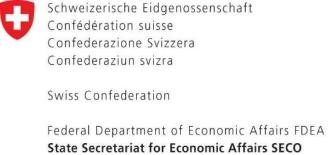 Schweizerische Eidgenossenschaft
Confédération suisse
Confederazione Svizzera
Confederaziun svizra
Swiss Confederation
Federal Department of Economic Affairs FDEA
State Secretariat for Economic Affairs SECO